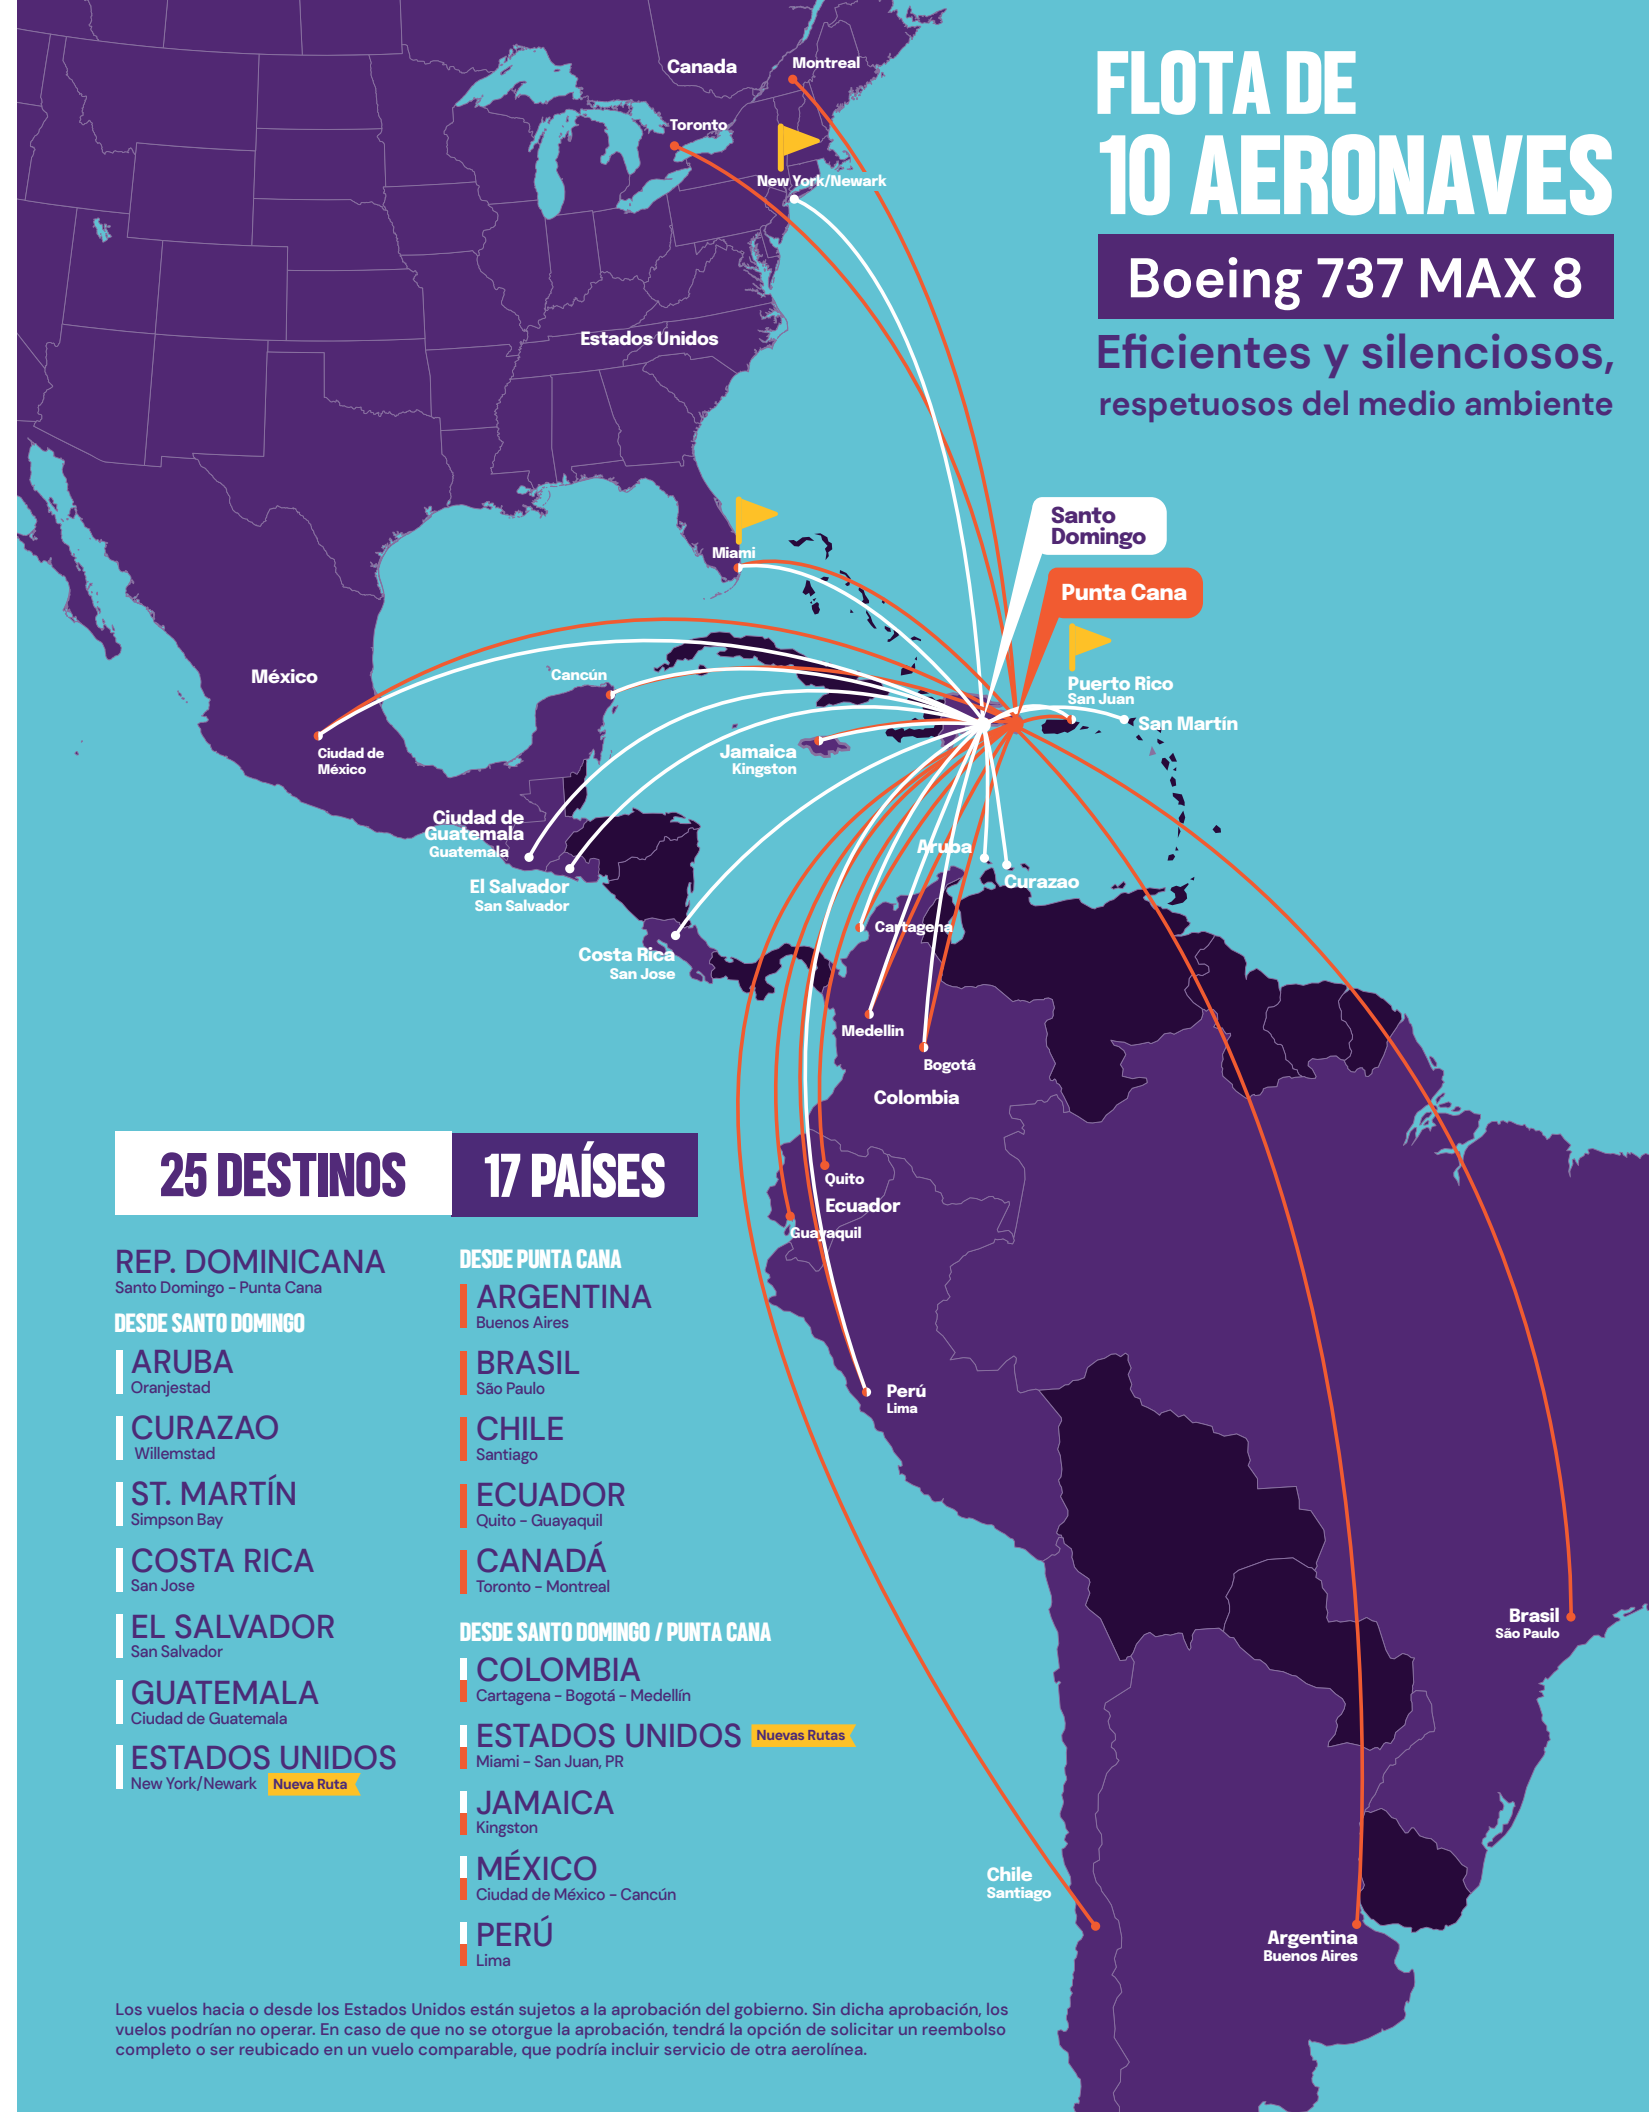 FLOTA DE
10 AERONAVES
Boeing 737 MAX 8
Eficientes y silenciosos,
respetuosos del medio ambiente
Canada
Montreal
Toronto
New York/Newark
Estados Unidos
Santo
Domingo
Miami
Punta Cana
México
Cancún
Puerto Rico
San Juan
San Martín
Ciudad de
México
Jamaica
Kingston
Ciudad de
Guatemala
Guatemala
Aruba
El Salvador
San Salvador
Curazao
Cartagena
Costa Rica
San Jose
Medellin
Bogotá
Colombia
Quito
Ecuador
Guayaquil
Perú
Lima
Brasil
São Paulo
Chile
Santiago
Argentina
Buenos Aires
25 DESTINOS
17 PAÍSES
REP. DOMINICANA
Santo Domingo - Punta Cana
DESDE SANTO DOMINGO
ARUBA
Oranjestad
CURAZAO
Willemstad
ST. MARTÍN
Simpson Bay
COSTA RICA
San Jose
EL SALVADOR
San Salvador
GUATEMALA
Ciudad de Guatemala
ESTADOS UNIDOS
New York/Newark Nueva Ruta
DESDE PUNTA CANA
ARGENTINA
Buenos Aires
BRASIL
São Paulo
CHILE
Santiago
ECUADOR
Quito - Guayaquil
CANADÁ
Toronto - Montreal
DESDE SANTO DOMINGO / PUNTA CANA
COLOMBIA
Cartagena - Bogotá - Medellín
ESTADOS UNIDOS Nuevas Rutas
Miami - San Juan, PR
JAMAICA
Kingston
MÉXICO
Ciudad de México - Cancún
PERÚ
Lima
Los vuelos hacia o desde los Estados Unidos están sujetos a la aprobación del gobierno. Sin dicha aprobación, los
vuelos podrían no operar. En caso de que no se otorgue la aprobación, tendrá la opción de solicitar un reembolso
completo o ser reubicado en un vuelo comparable, que podría incluir servicio de otra aerolínea.